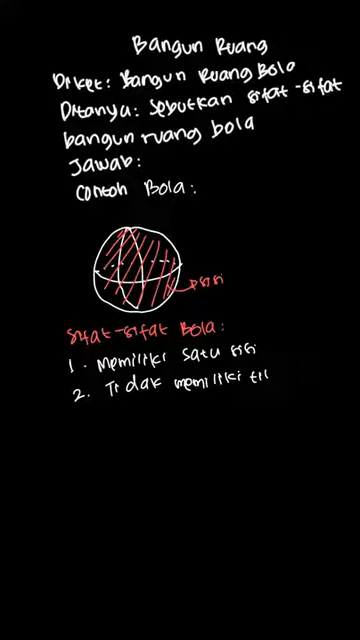 Bangun Ruang
Diket: Bangun Ruang Bola
Ditanya: Sebutkan sifat-sifat
bangun ruang bola
Jawab:
Contoh Bola:
sisi
Sifat-sifat Bola:
1. Memiliki satu sisi
2. Tidak memiliki ti